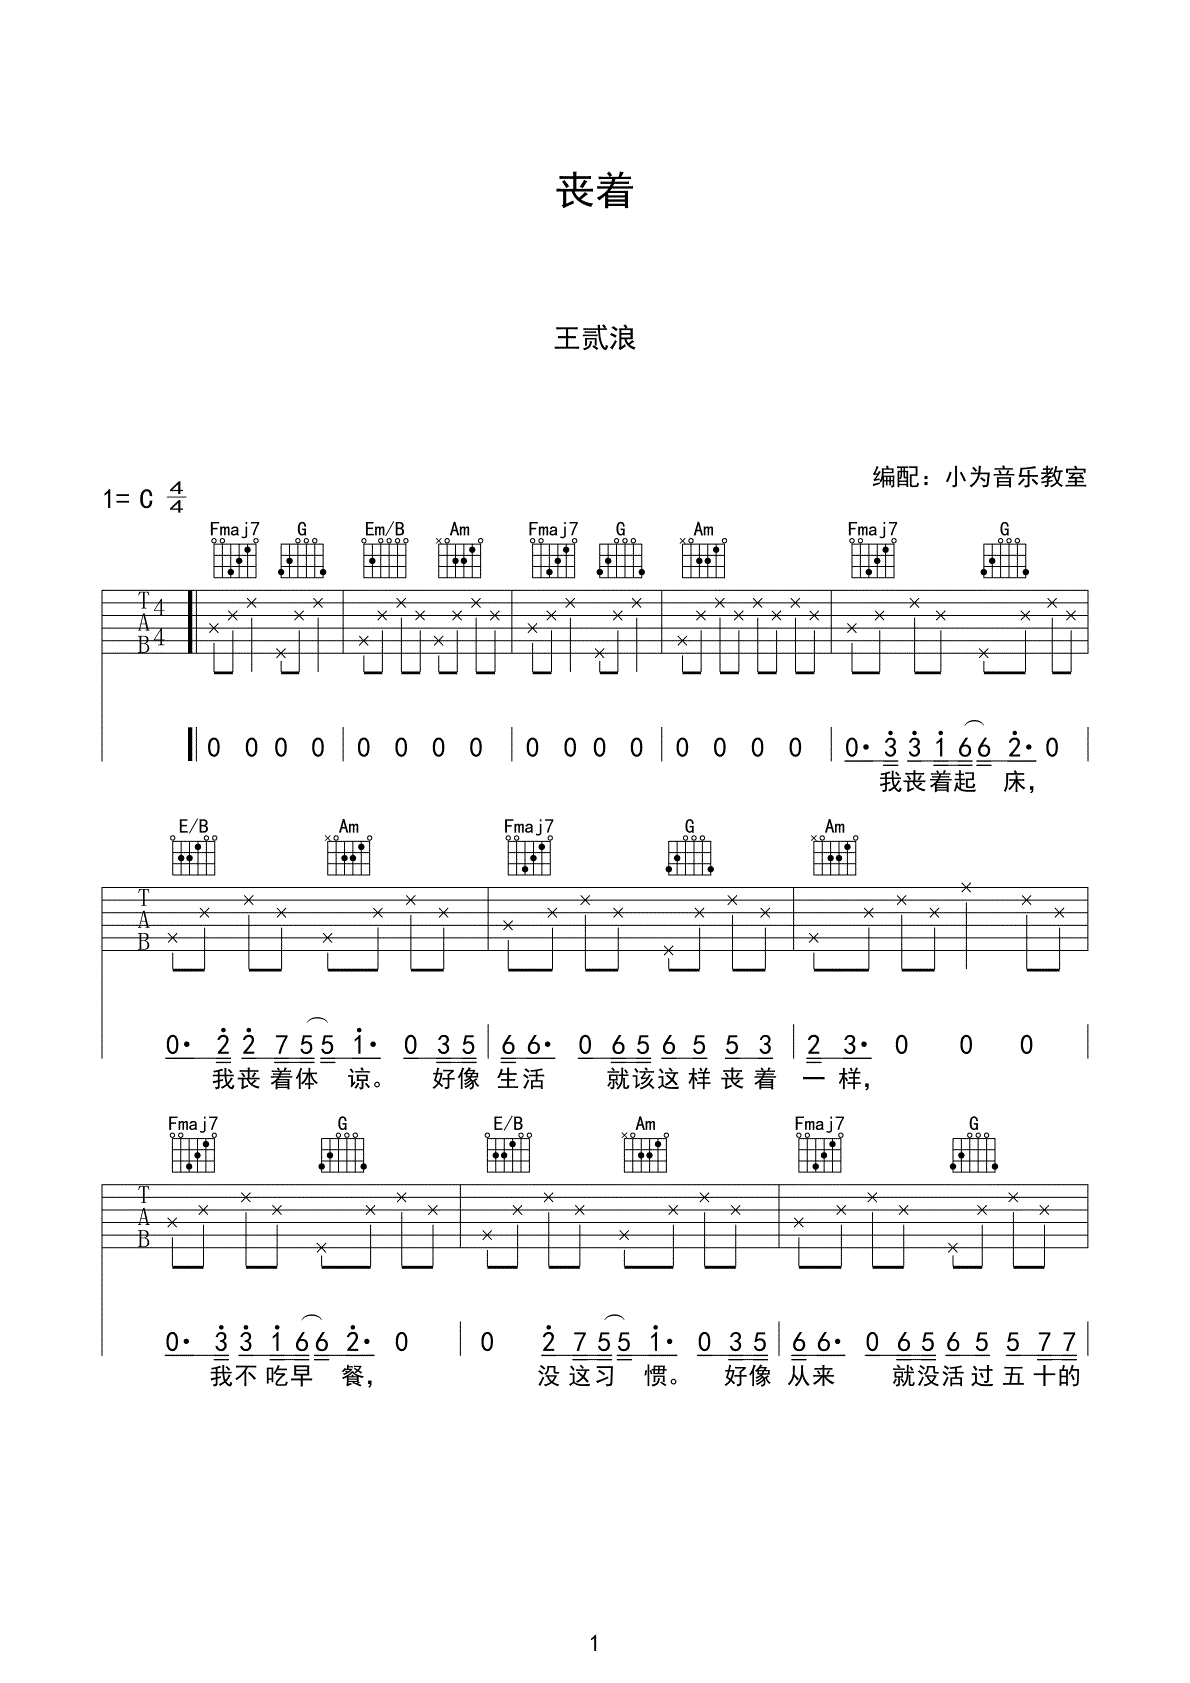 丧着
王贰浪
编配：小为音乐教室
1= C 4/4
Fmaj7 G Em/B Am Fmaj7 G Am Fmaj7 G
T A B 4 4
0 0 0 0 0 0 0 0 0 0 0 0 0 0 0 0 0· 3 3 1 6 6 2· 0
我丧着起 床，
E/B Am Fmaj7 G Am
T A B
0· 2 2 7 5 5 1· 0 3 5 6 6· 0 6 5 6 5 5 3 2 3· 0 0 0
我丧着体 谅。 好像 生活 就该这样丧着 一样，
Fmaj7 G E/B Am Fmaj7 G
T A B
0· 3 3 1 6 6 2· 0 0 2 7 5 5 1· 0 3 5 6 6· 0 6 5 6 5 5 7 7
我不吃早 餐， 没这习 惯。 好像 从来 就没活过五十的
1